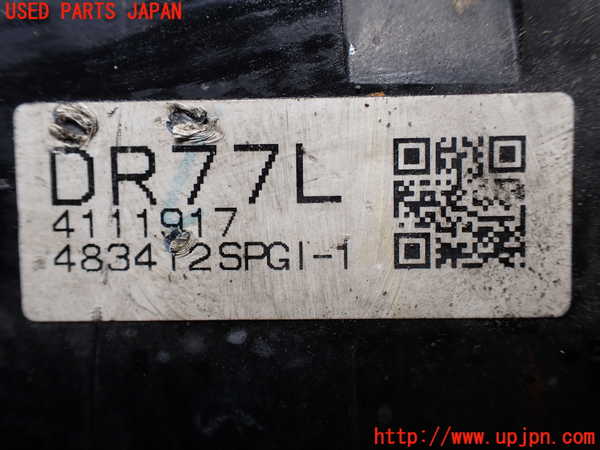 USED PARTS JAPAN
DR77L
4111917
483412SPGI-1
http://www.upjpn.com/